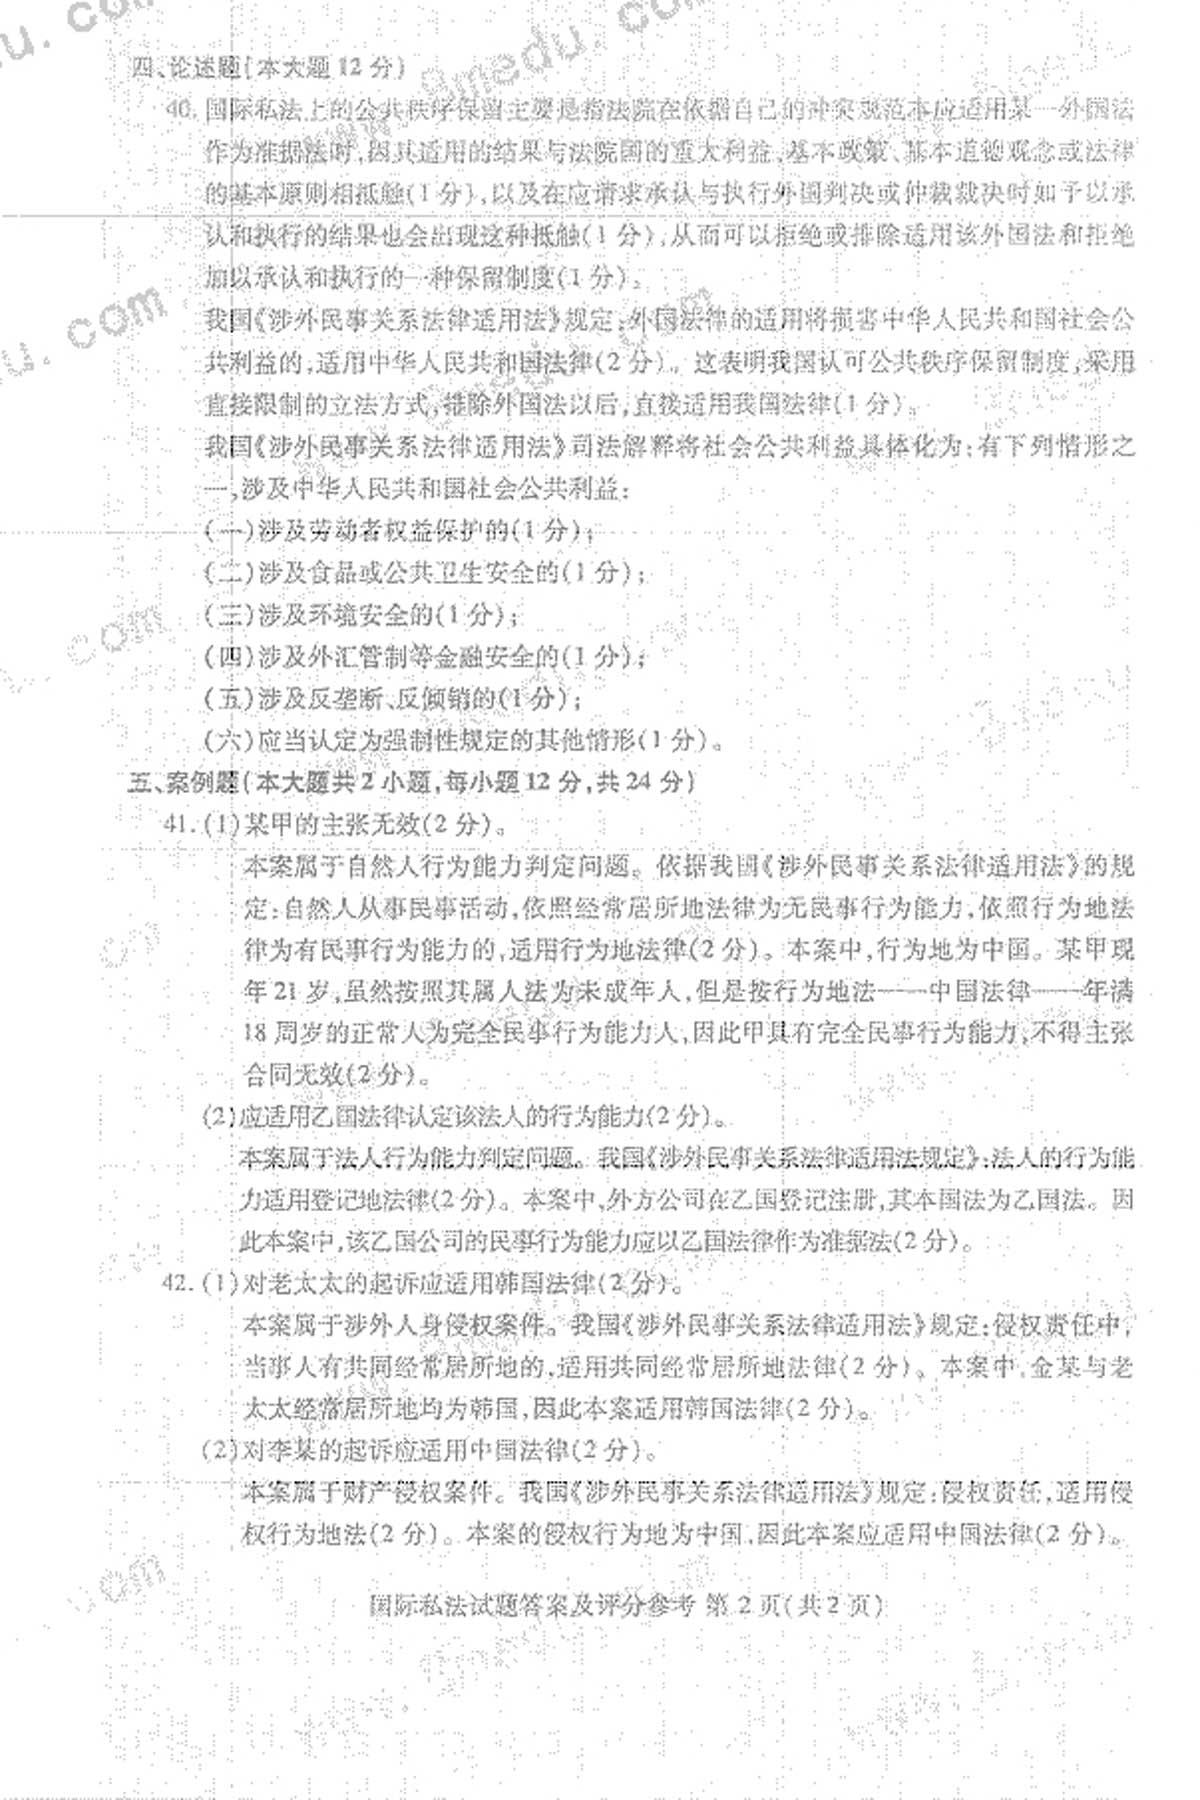 四、论述题(本大题12分)
40. 国际私法上的公共秩序保留主要是指法院在依据自己的冲突规范本应适用某一外国法
作为准据法时,因其适用的结果与法院国的重大利益、基本政策、基本道德观念或法律
的基本原则相抵触(1分),以及在应请求承认与执行外国判决或仲裁裁决时如予以承
认和执行的结果也会出现这种抵触(1分),从而可以拒绝或排除适用该外国法和拒绝
加以承认和执行的一种保留制度(1分)。
我国《涉外民事关系法律适用法》规定:外国法律的适用将损害中华人民共和国社会公
共利益的,适用中华人民共和国法律(2分)。这表明我国认可公共秩序保留制度,采用
直接限制的立法方式,排除外国法以后,直接适用我国法律(1分)。
我国《涉外民事关系法律适用法》司法解释将社会公共利益具体化为:有下列情形之
一,涉及中华人民共和国社会公共利益:
(一)涉及劳动者权益保护的(1分);
(二)涉及食品或公共卫生安全的(1分);
(三)涉及环境安全的(1分);
(四)涉及外汇管制等金融安全的(1分);
(五)涉及反垄断、反倾销的(1分);
(六)应当认定为强制性规定的其他情形(1分)。
五、案例题(本大题共2小题,每小题12分,共24分)
41. (1)某甲的主张无效(2分)。
本案属于自然人行为能力判定问题。依据我国《涉外民事关系法律适用法》的规
定:自然人从事民事活动,依照经常居所地法律为无民事行为能力,依照行为地法
律为有民事行为能力的,适用行为地法律(2分)。本案中,行为地为中国。某甲现
年21岁,虽然按照其属人法为未成年人,但是按行为地法——中国法律——年满
18周岁的正常人为完全民事行为能力人,因此甲具有完全民事行为能力,不得主张
合同无效(2分)。
(2)应适用乙国法律认定该法人的行为能力(2分)。
本案属于法人行为能力判定问题。我国《涉外民事关系法律适用法规定》:法人的行为能
力适用登记地法律(2分)。本案中,外方公司在乙国登记注册,其本国法为乙国法。因
此本案中,该乙国公司的民事行为能力应以乙国法律作为准据法(2分)。
42. (1)对老太太的起诉应适用韩国法律(2分)。
本案属于涉外人身侵权案件。我国《涉外民事关系法律适用法》规定:侵权责任中,
当事人有共同经常居所地的,适用共同经常居所地法律(2分)。本案中,金某与老
太太经常居所地均为韩国,因此本案适用韩国法律(2分)。
(2)对李某的起诉应适用中国法律(2分)。
本案属于财产侵权案件。我国《涉外民事关系法律适用法》规定:侵权责任,适用侵
权行为地法(2分)。本案的侵权行为地为中国,因此本案应适用中国法律(2分)。
国际私法试题答案及评分参考 第2页(共2页)